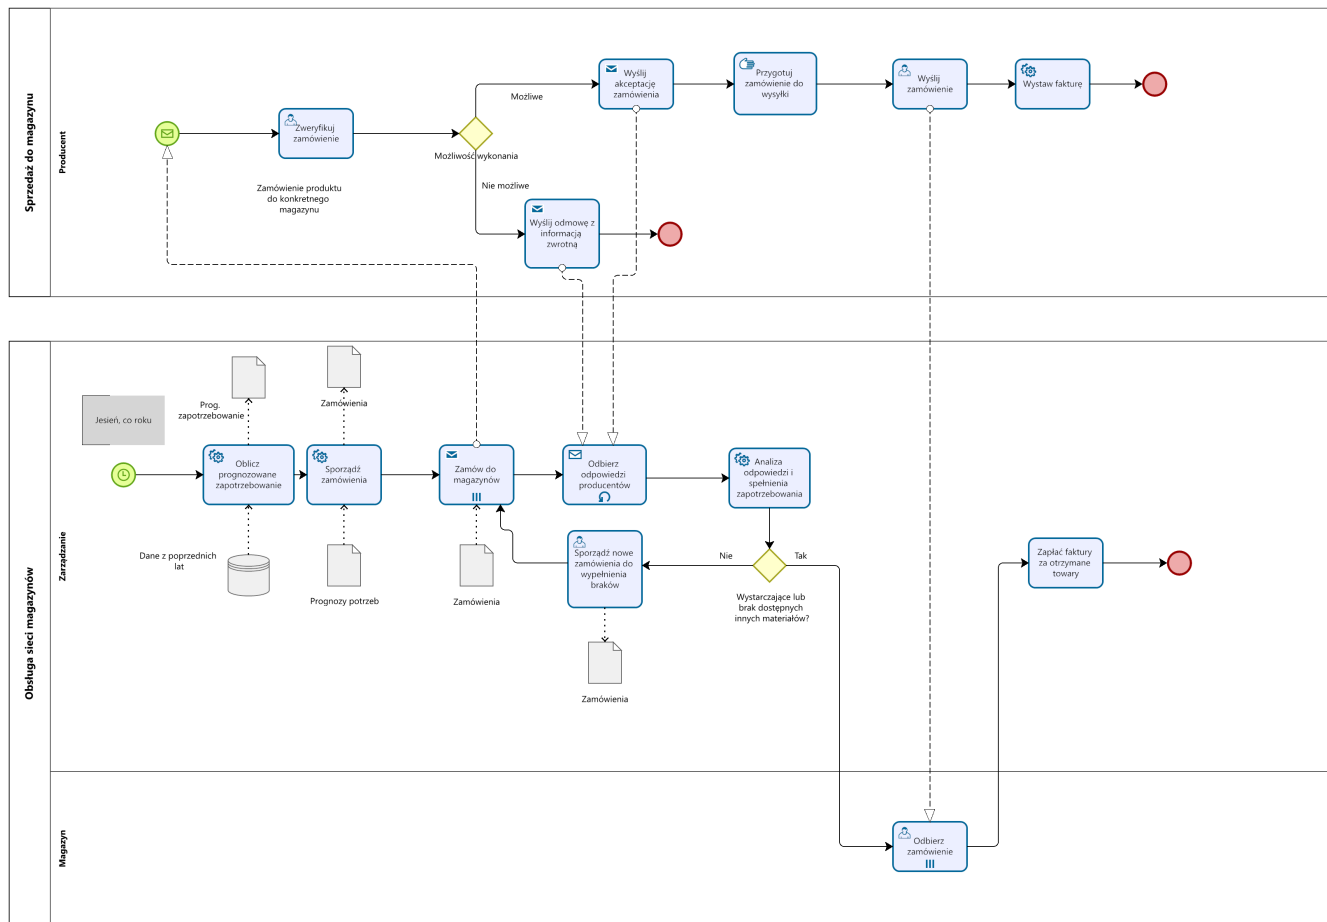 Sprzedaż do magazynu
Producent
Zweryfikuj
zamówienie
Zamówienie produktu
do konkretnego
magazynu
Możliwość wykonania
Możliwe
Nie możliwe
Wyślij
akceptację
zamówienia
Przygotuj
zamówienie do
wysyłki
Wyślij
zamówienie
Wystaw fakturę
Wyślij odmowę z
informacją
zwrotną
Obsługa sieci magazynów
Zarządzanie
Jesień, co roku
Prog.
zapotrzebowanie
Zamówienia
Oblicz
prognozowane
zapotrzebowanie
Sporządź
zamówienia
Zamów do
magazynów
Odbierz
odpowiedzi
producentów
Analiza
odpowiedzi i
spełnienia
zapotrzebowania
Dane z poprzednich
lat
Prognozy potrzeb
Zamówienia
Sporządź nowe
zamówienia do
wypełnienia
braków
Zamówienia
Nie
Tak
Wystarczające lub
brak dostępnych
innych materiałów?
Zapłać faktury
za otrzymane
towary
Magazyn
Odbierz
zamówienie